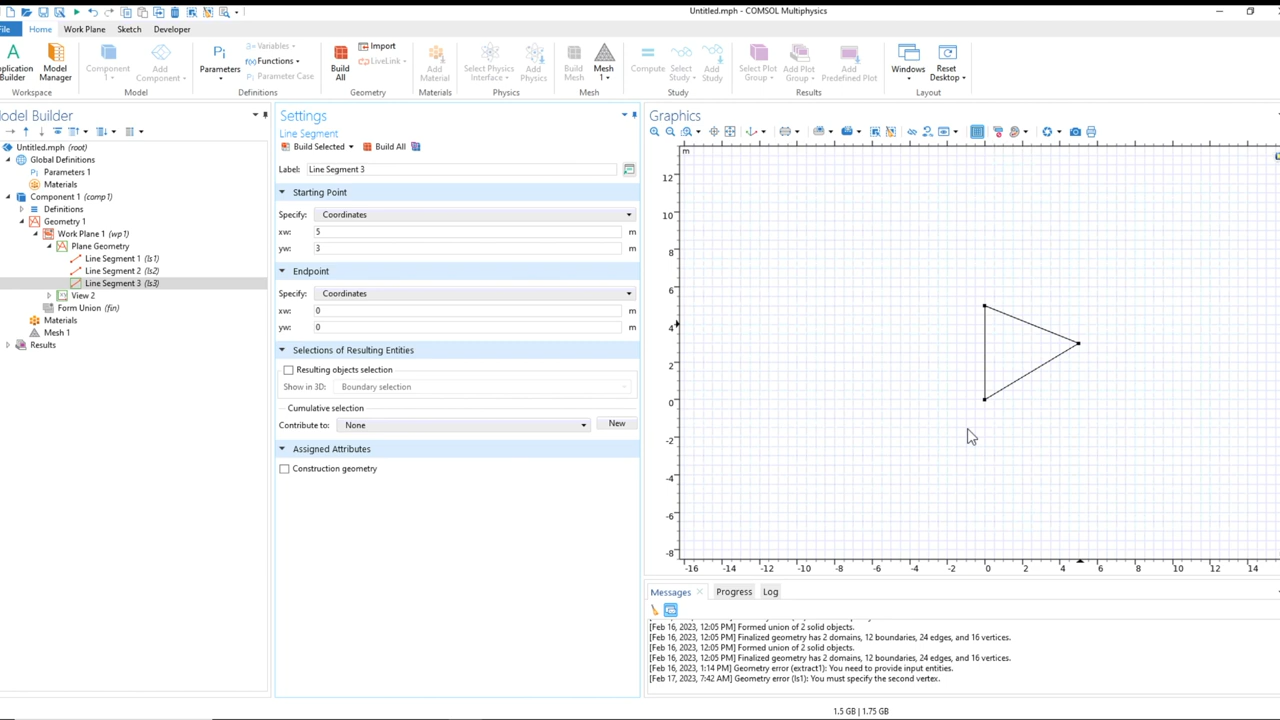 Untitled.mph - COMSOL Multiphysics
File Home Work Plane Sketch Developer
Application Builder
Model Manager
Component 1
Add Component
Parameters
Variables
Functions
Parameter Case
Build All
Import
LiveLink
Add Material
Select Physics Interface
Add Physics
Build Mesh
Mesh 1
Compute
Select Study
Add Study
Select Plot Group
Add Plot Group
Add Predefined Plot
Windows
Reset Desktop
Workspace Model Definitions Geometry Materials Physics Mesh Study Results Layout
Model Builder
Untitled.mph (root)
Global Definitions
Parameters 1
Materials
Component 1 (comp1)
Definitions
Geometry 1
Work Plane 1 (wp1)
Plane Geometry
Line Segment 1 (ls1)
Line Segment 2 (ls2)
Line Segment 3 (ls3)
View 2
Form Union (fin)
Materials
Mesh 1
Results
Settings
Line Segment
Build Selected Build All
Label: Line Segment 3
Starting Point
Specify: Coordinates
xw: 5 m
yw: 3 m
Endpoint
Specify: Coordinates
xw: 0 m
yw: 0 m
Selections of Resulting Entities
Resulting objects selection
Show in 3D: Boundary selection
Cumulative selection
Contribute to: None New
Assigned Attributes
Construction geometry
Graphics
m
12
10
8
6
4
2
0
-2
-4
-6
-8
-16 -14 -12 -10 -8 -6 -4 -2 0 2 4 6 8 10 12 14
Messages Progress Log
[Feb 16, 2023, 12:05 PM] Formed union of 2 solid objects.
[Feb 16, 2023, 12:05 PM] Finalized geometry has 2 domains, 12 boundaries, 24 edges, and 16 vertices.
[Feb 16, 2023, 12:05 PM] Formed union of 2 solid objects.
[Feb 16, 2023, 12:05 PM] Finalized geometry has 2 domains, 12 boundaries, 24 edges, and 16 vertices.
[Feb 16, 2023, 1:14 PM] Geometry error (extract1): You need to provide input entities.
[Feb 17, 2023, 7:42 AM] Geometry error (ls1): You must specify the second vertex.
1.5 GB | 1.75 GB